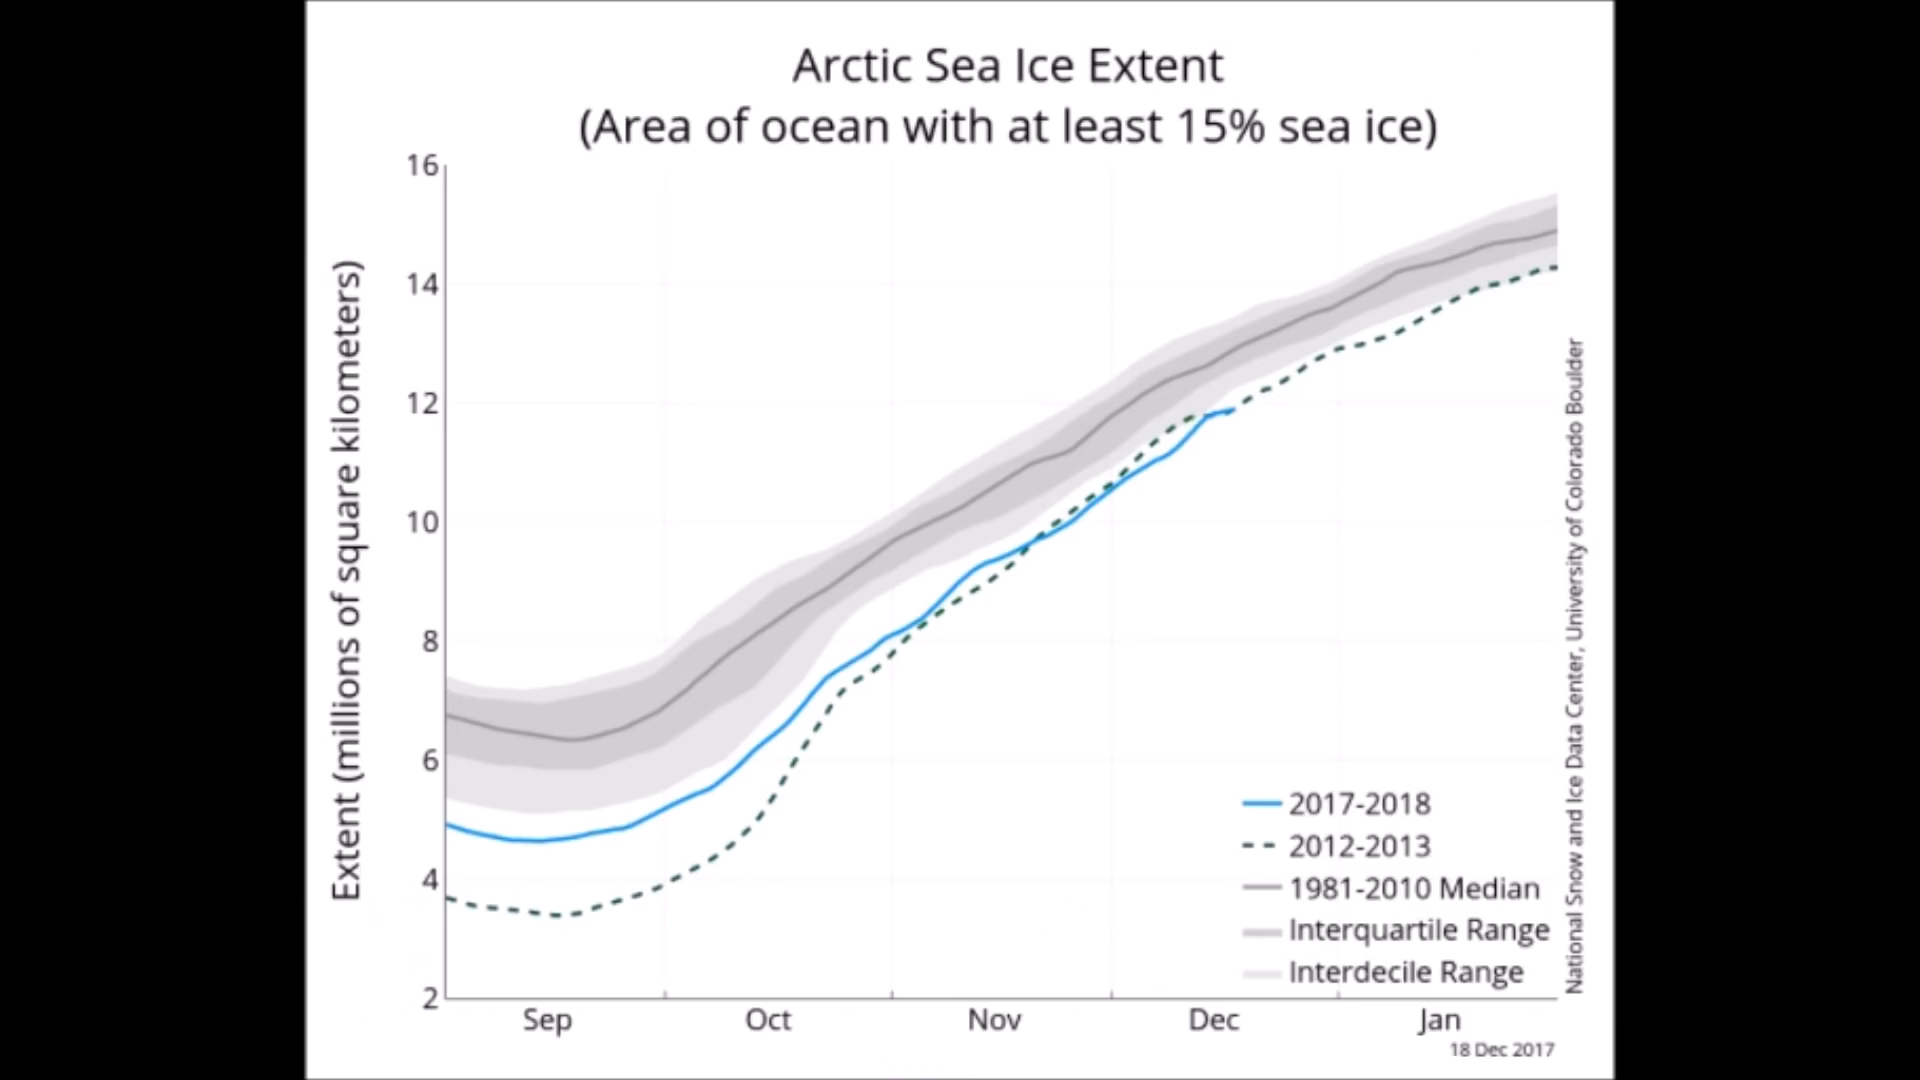 Arctic Sea Ice Extent
(Area of ocean with at least 15% sea ice)
16
14
12
10
8
6
4
2
Extent (millions of square kilometers)
Sep
Oct
Nov
Dec
Jan
2017-2018
2012-2013
1981-2010 Median
Interquartile Range
Interdecile Range
National Snow and Ice Data Center, University of Colorado Boulder
18 Dec 2017